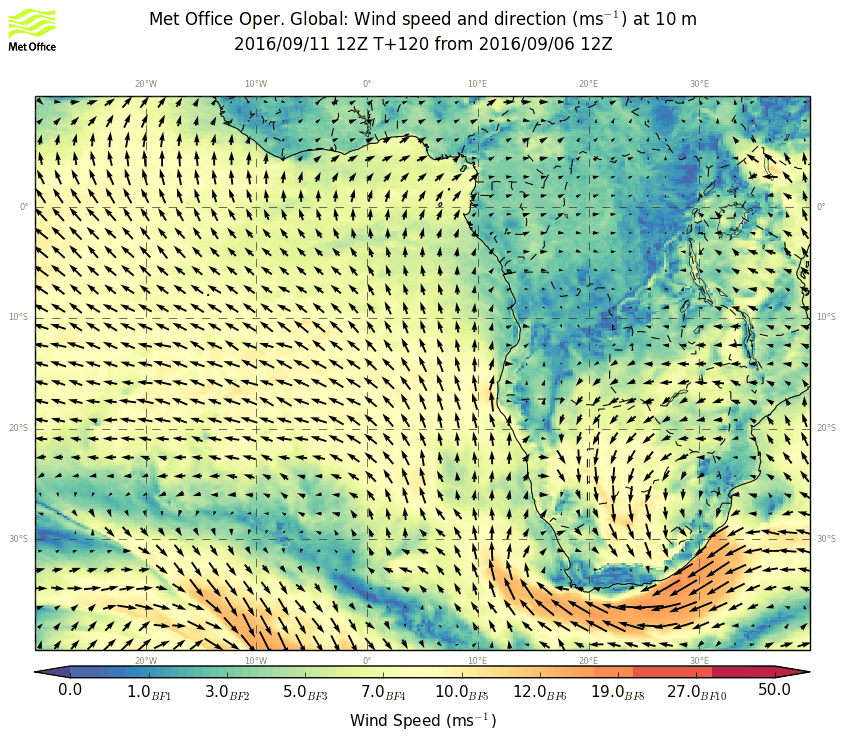 Met Office
Met Office Oper. Global: Wind speed and direction (ms⁻¹) at 10 m
2016/09/11 12Z T+120 from 2016/09/06 12Z
20°W 10°W 0° 10°E 20°E 30°E
0° 0°
10°S 10°S
20°S 20°S
30°S 30°S
20°W 10°W 0° 10°E 20°E 30°E
0.0 1.0BF1 3.0BF2 5.0BF3 7.0BF4 10.0BF5 12.0BF6 19.0BF8 27.0BF10 50.0
Wind Speed (ms⁻¹)